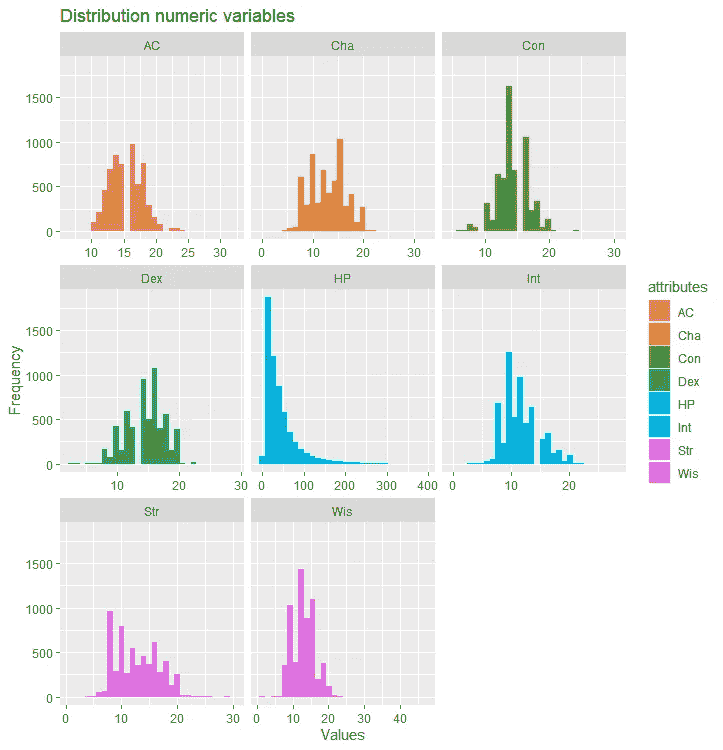 Distribution numeric variables
AC Cha Con
1500
1000
500
0
10 15 20 25 30
0 10 20 30
10 20 30
Dex HP Int
1500
1000
500
0
10 20 30
0 100 200 300 400
0 10 20
Str Wis
1500
1000
500
0
0 10 20 30
0 10 20 30 40
Frequency
Values
attributes
AC
Cha
Con
Dex
HP
Int
Str
Wis